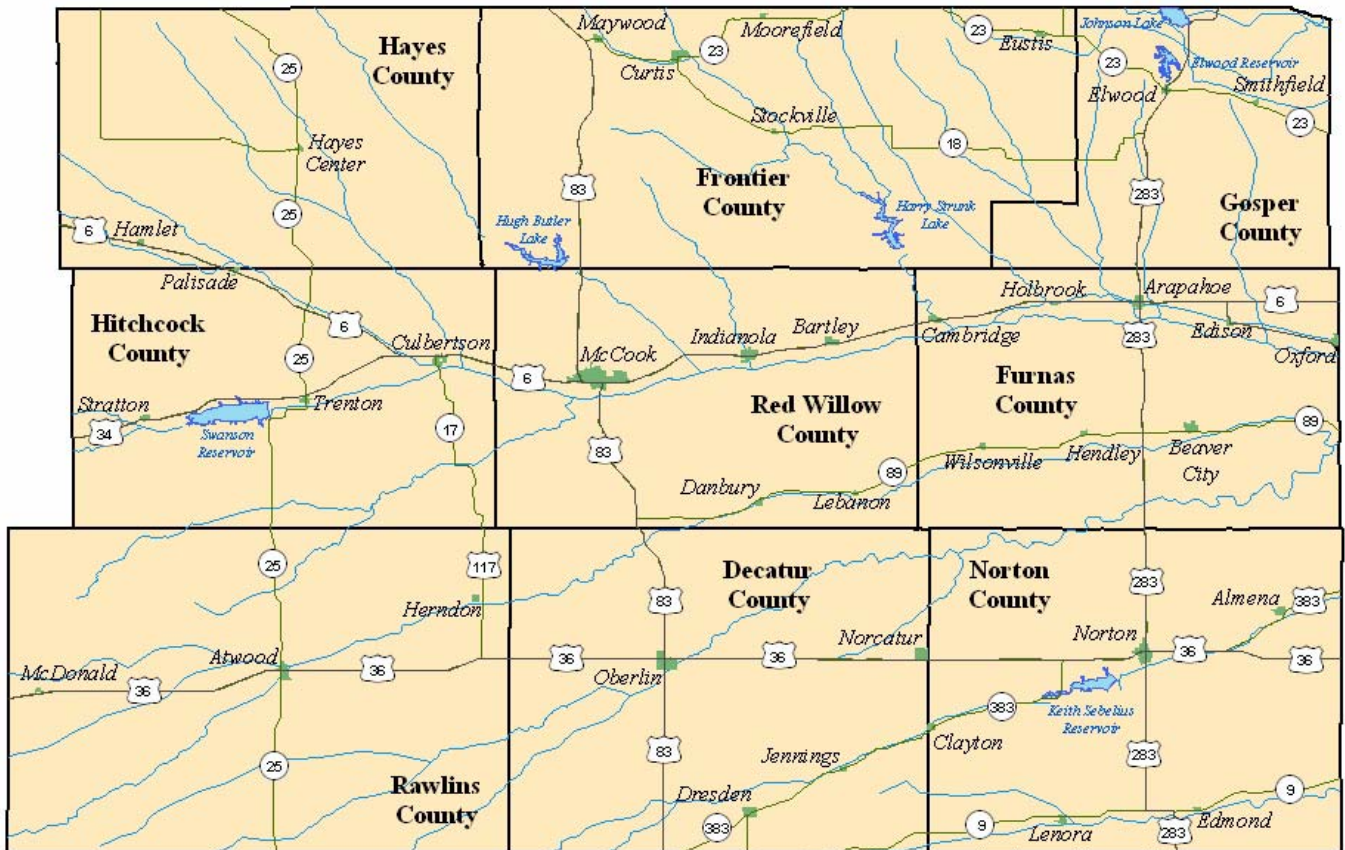 Hayes
County
25
Hayes
Center
25
6
Hamlet
Palisade
Maywood
Curtis
23
Moorefield
23
Eustis
Stockville
18
83
Frontier
County
Hugh Butler
Lake
Harry Strunk
Lake
Johnson Lake
23
Elwood Reservoir
Elwood
Smithfield
23
283
Gosper
County
Hitchcock
County
6
25
Culbertson
Stratton
34
Swanson
Reservoir
Trenton
17
6
McCook
Indianola
Bartley
Red Willow
County
83
Danbury
Lebanon
89
Cambridge
Holbrook
Arapahoe
6
283
Edison
Oxford
Furnas
County
Wilsonville
Hendley
Beaver
City
89
25
117
Herndon
McDonald
36
Atwood
36
25
Rawlins
County
83
Decatur
County
36
Oberlin
36
Norcatur
83
Jennings
Dresden
383
Clayton
Norton
County
283
Almena
383
Norton
36
36
383
Keith Sebelius
Reservoir
283
9
9
Lenora
283
Edmond